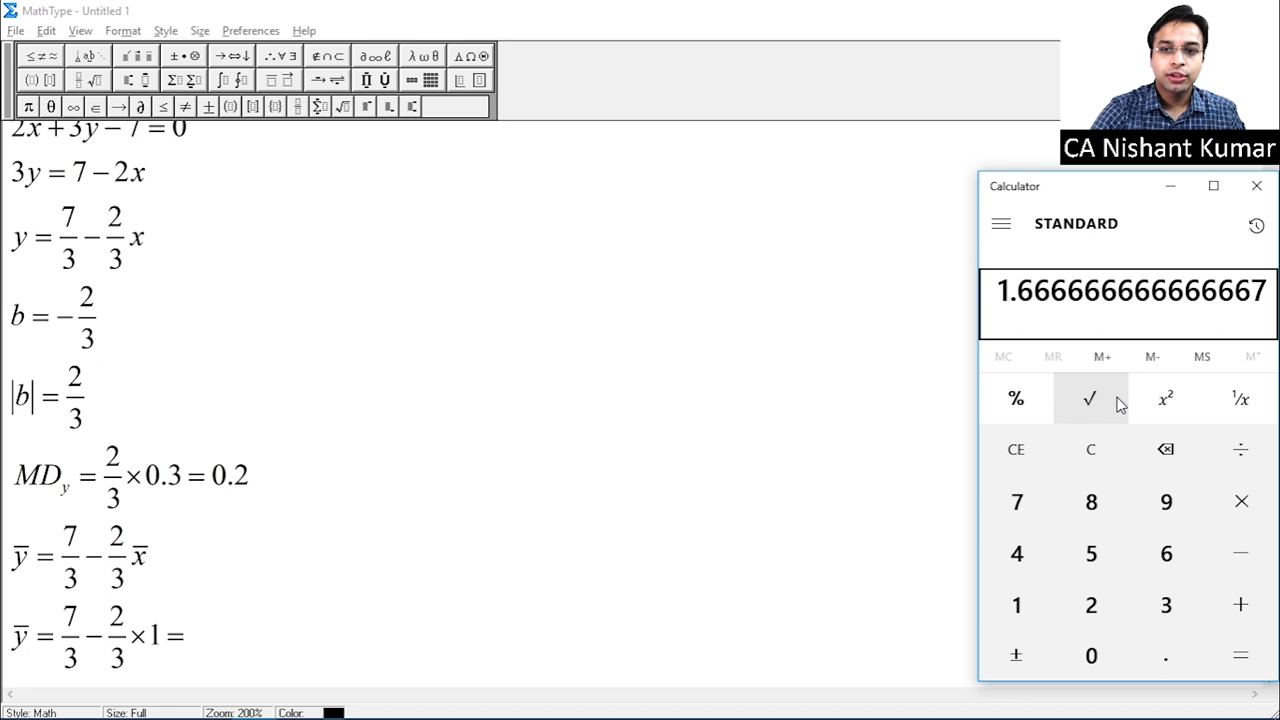 MathType - Untitled 1
File Edit View Format Style Size Preferences Help
2x + 3y − 7 = 0
3y = 7 − 2x
y = 7/3 − 2/3 x
b = − 2/3
|b| = 2/3
MD_y = 2/3 × 0.3 = 0.2
y̅ = 7/3 − 2/3 x̅
y̅ = 7/3 − 2/3 × 1 =
Style: Math Size: Full Zoom: 200% Color:
CA Nishant Kumar
Calculator
STANDARD
1.666666666666667
MC MR M+ M- MS M˅
% √ x² ¹/x
CE C ⌫ ÷
7 8 9 ×
4 5 6 −
1 2 3 +
± 0 . =